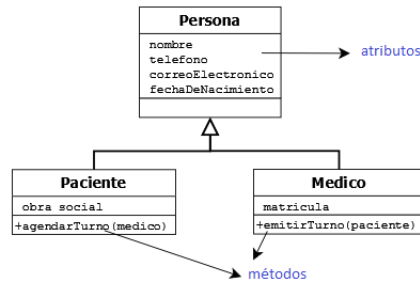 Persona
nombre
telefono
correoElectronico
fechaDeNacimiento
atributos
Paciente
obra social
+agendarTurno(medico)
Medico
matricula
+emitirTurno(paciente)
métodos